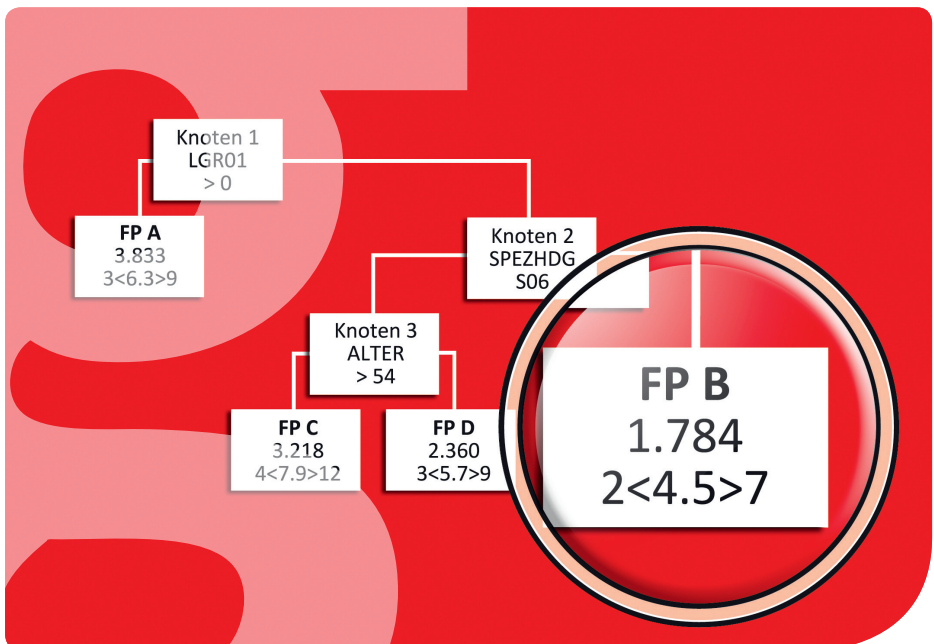 Knoten 1
LGR01
> 0
FP A
3.833
3<6.3>9
Knoten 2
SPEZHDG
S06
Knoten 3
ALTER
> 54
FP C
3.218
4<7.9>12
FP D
2.360
3<5.7>9
FP B
1.784
2<4.5>7